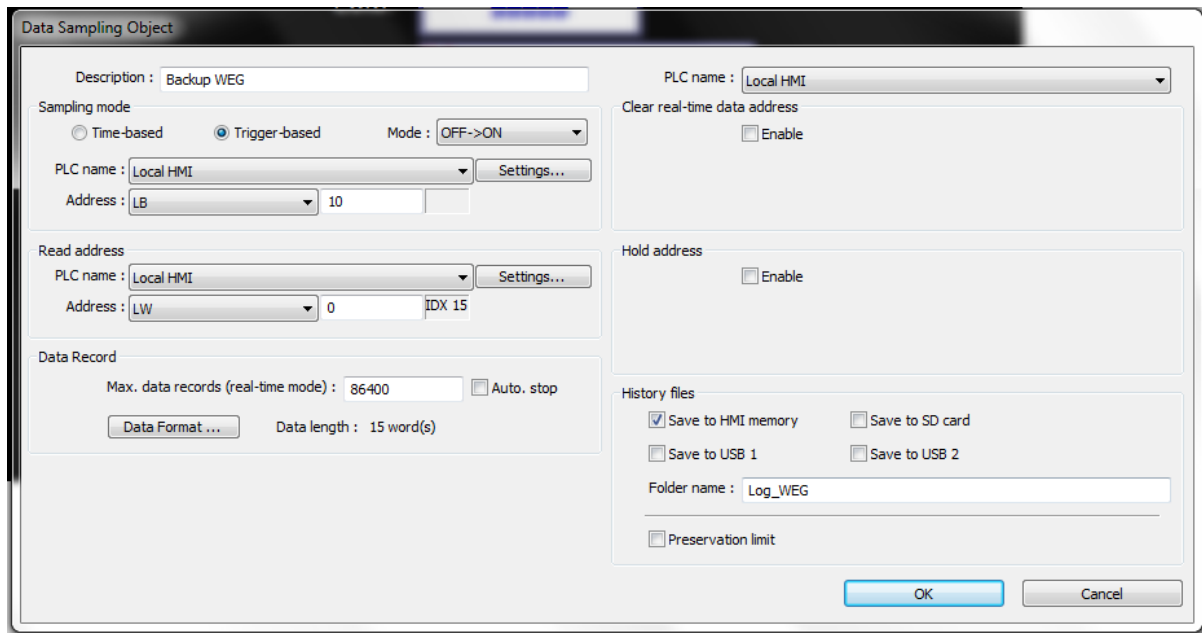 Data Sampling Object
Description : Backup WEG
Sampling mode
Time-based Trigger-based Mode : OFF->ON
PLC name : Local HMI Settings...
Address : LB 10
Read address
PLC name : Local HMI Settings...
Address : LW 0 IDX 15
Data Record
Max. data records (real-time mode) : 86400 Auto. stop
Data Format ... Data length : 15 word(s)
PLC name : Local HMI
Clear real-time data address
Enable
Hold address
Enable
History files
Save to HMI memory Save to SD card
Save to USB 1 Save to USB 2
Folder name : Log_WEG
Preservation limit
OK Cancel